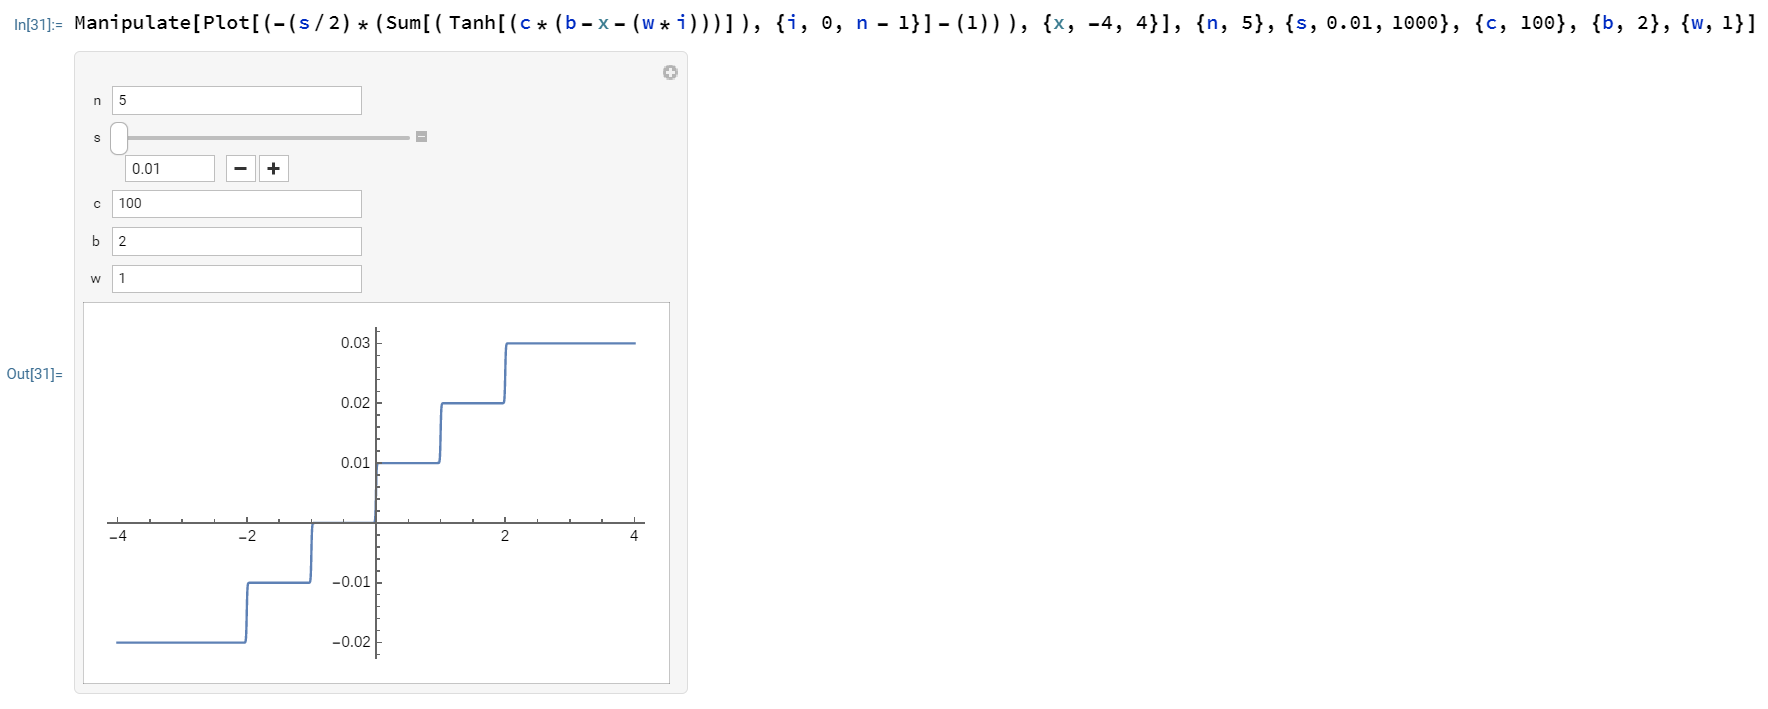 In[31]:= Manipulate[Plot[(-(s/2)*(Sum[(Tanh[(c*(b-x-(w*i)))]), {i, 0, n - 1}]-(1))), {x, -4, 4}], {n, 5}, {s, 0.01, 1000}, {c, 100}, {b, 2}, {w, 1}]
n 5
s
0.01 − +
c 100
b 2
w 1
0.03
0.02
Out[31]=
0.01
−4 −2 2 4
−0.01
−0.02